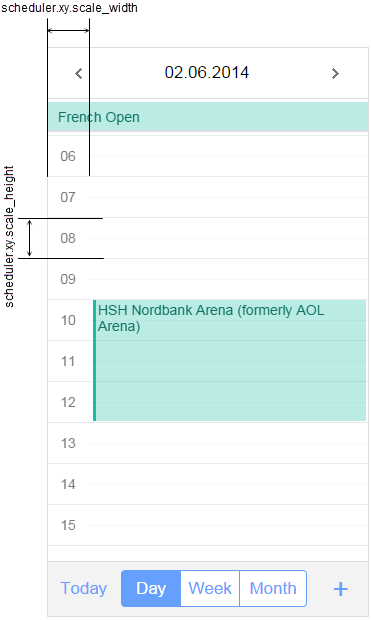 scheduler.xy.scale_width
02.06.2014
French Open
06
07
scheduler.xy.scale_height
08
09
10
HSH Nordbank Arena (formerly AOL
Arena)
11
12
13
14
15
Today
Day
Week
Month
+